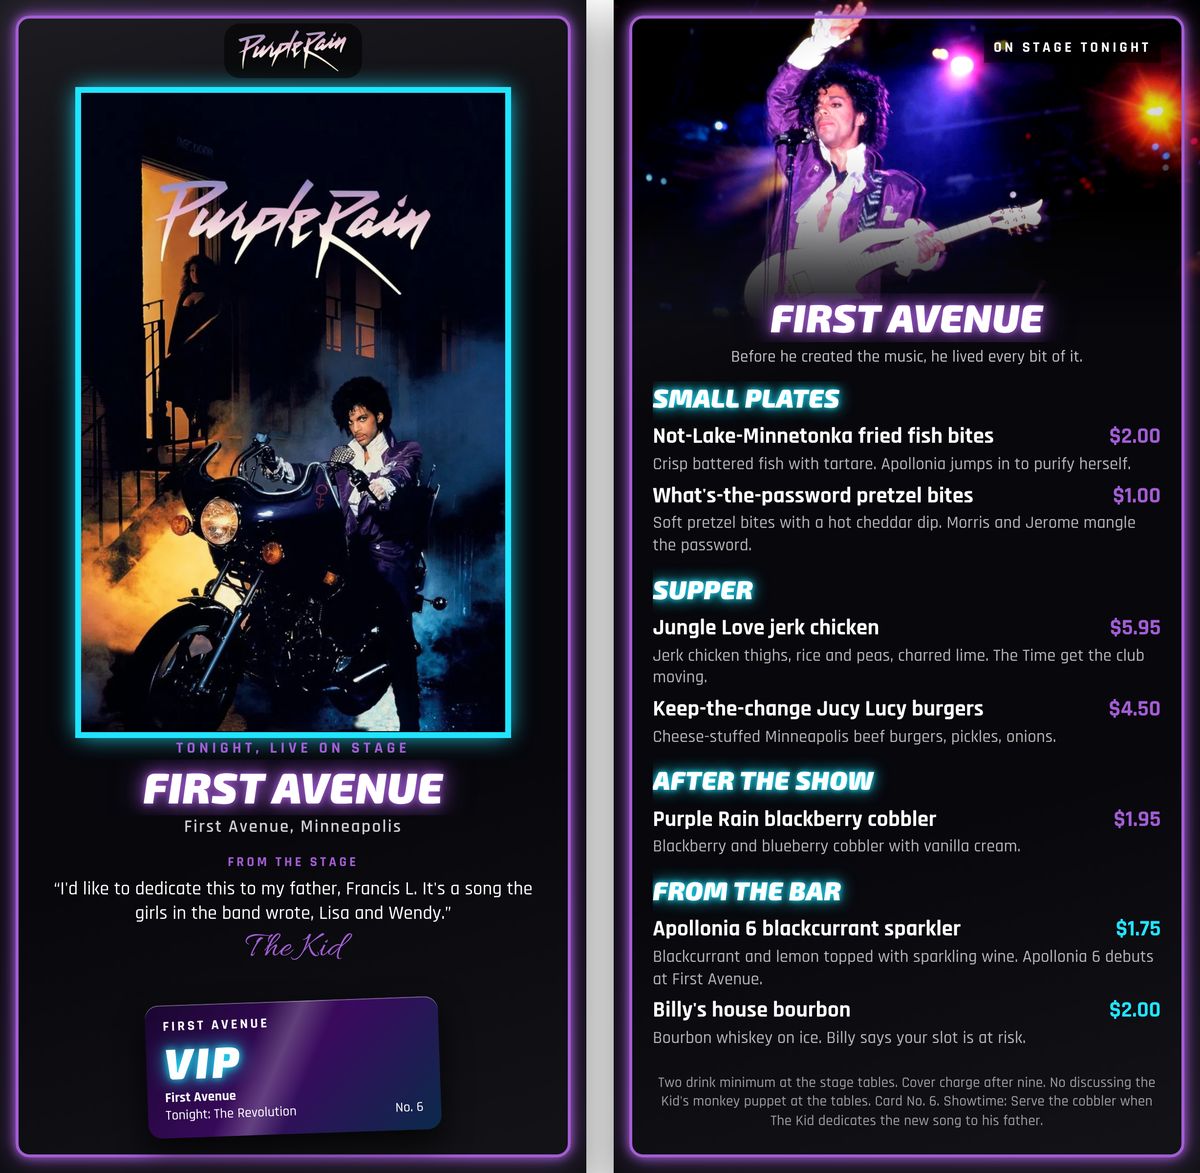 Purple Rain
Purple Rain
TONIGHT, LIVE ON STAGE
FIRST AVENUE
First Avenue, Minneapolis
FROM THE STAGE
“I'd like to dedicate this to my father, Francis L. It's a song the
girls in the band wrote, Lisa and Wendy.”
The Kid
FIRST AVENUE
VIP
First Avenue
Tonight: The Revolution
No. 6
ON STAGE TONIGHT
FIRST AVENUE
Before he created the music, he lived every bit of it.
SMALL PLATES
Not-Lake-Minnetonka fried fish bites $2.00
Crisp battered fish with tartare. Apollonia jumps in to purify herself.
What's-the-password pretzel bites $1.00
Soft pretzel bites with a hot cheddar dip. Morris and Jerome mangle
the password.
SUPPER
Jungle Love jerk chicken $5.95
Jerk chicken thighs, rice and peas, charred lime. The Time get the club
moving.
Keep-the-change Jucy Lucy burgers $4.50
Cheese-stuffed Minneapolis beef burgers, pickles, onions.
AFTER THE SHOW
Purple Rain blackberry cobbler $1.95
Blackberry and blueberry cobbler with vanilla cream.
FROM THE BAR
Apollonia 6 blackcurrant sparkler $1.75
Blackcurrant and lemon topped with sparkling wine. Apollonia 6 debuts
at First Avenue.
Billy's house bourbon $2.00
Bourbon whiskey on ice. Billy says your slot is at risk.
Two drink minimum at the stage tables. Cover charge after nine. No discussing the
Kid's monkey puppet at the tables. Card No. 6. Showtime: Serve the cobbler when
The Kid dedicates the new song to his father.